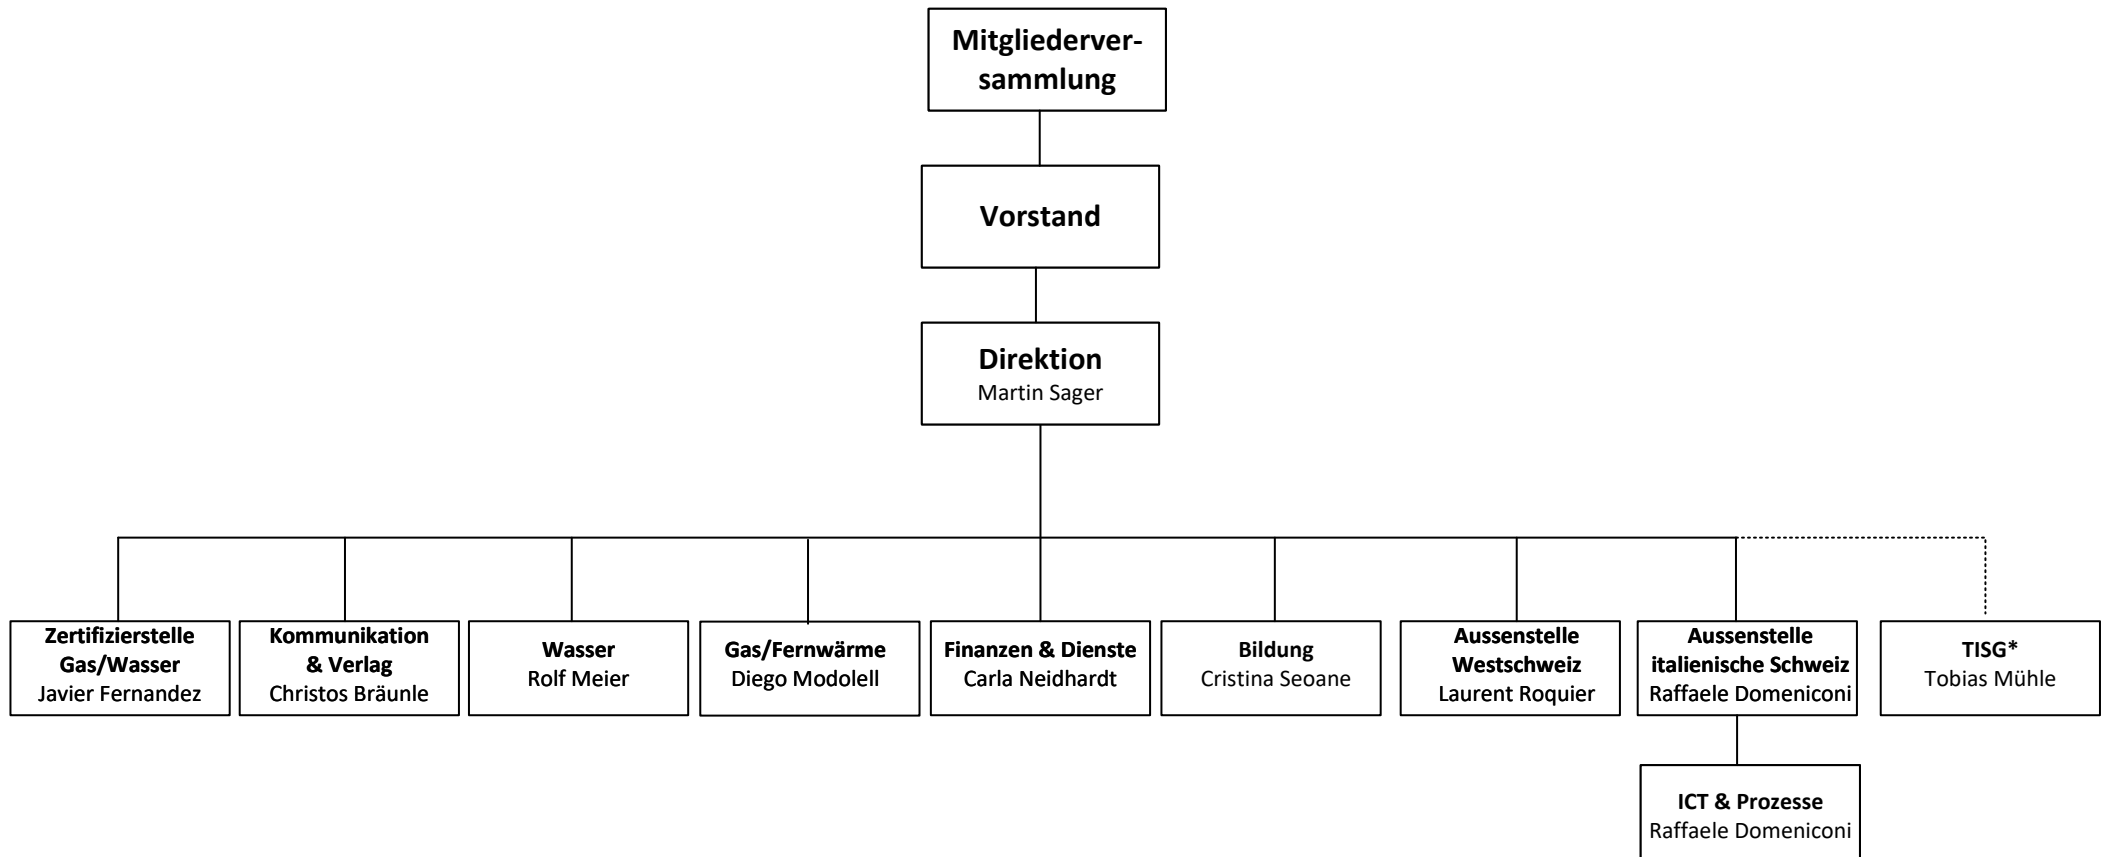 Mitgliederver-
sammlung
Vorstand
Direktion
Martin Sager
Zertifizierstelle
Gas/Wasser
Javier Fernandez
Kommunikation
& Verlag
Christos Bräunle
Wasser
Rolf Meier
Gas/Fernwärme
Diego Modolell
Finanzen & Dienste
Carla Neidhardt
Bildung
Cristina Seoane
Aussenstelle
Westschweiz
Laurent Roquier
Aussenstelle
italienische Schweiz
Raffaele Domeniconi
TISG*
Tobias Mühle
ICT & Prozesse
Raffaele Domeniconi